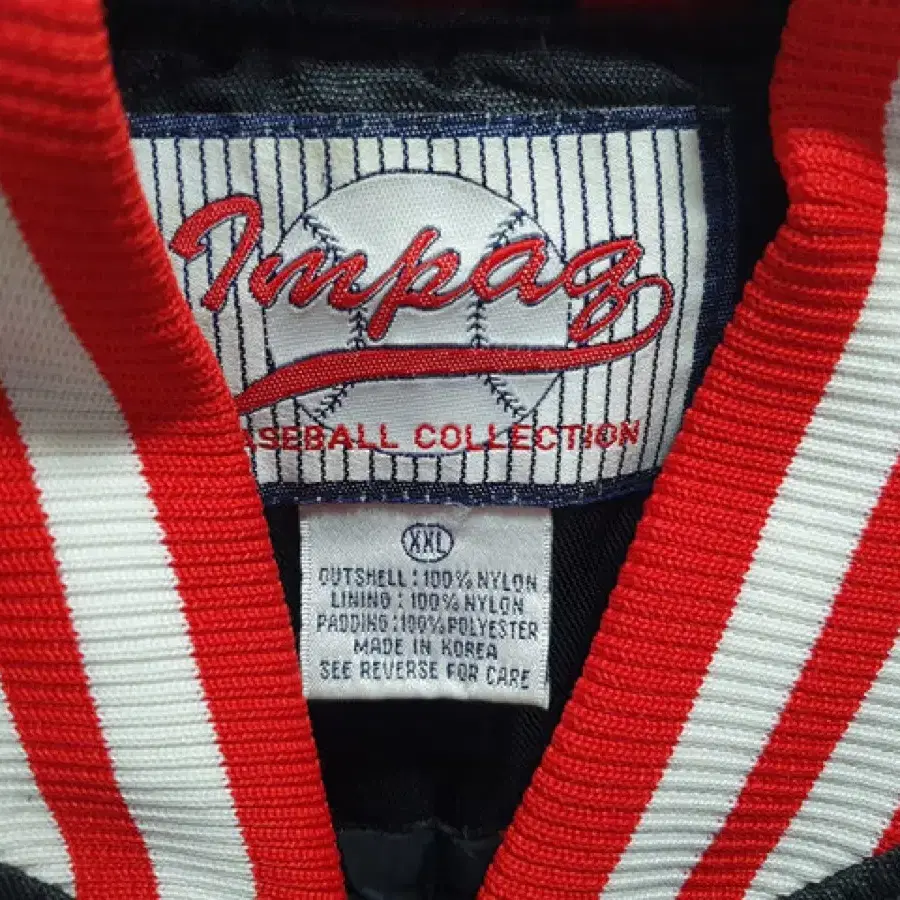 Impag
BASEBALL COLLECTION
XXL
OUTSHELL : 100% NYLON
LINING : 100% NYLON
PADDING : 100% POLYESTER
MADE IN KOREA
SEE REVERSE FOR CARE